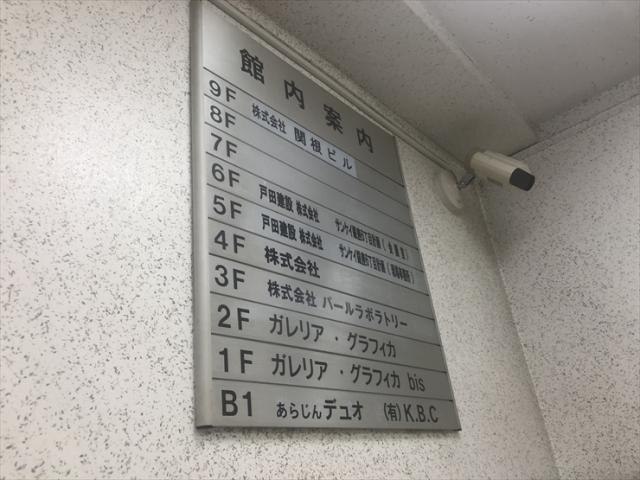 館内案内
9F 株式会社 関根ビル
8F
7F
6F 戸田建設 株式会社
5F 戸田建設 株式会社
4F 株式会社
3F 株式会社 パールラボラトリー
2F ガレリア・グラフィカ
1F ガレリア・グラフィカ bis
B1 あらじんデュオ (有)K.B.C